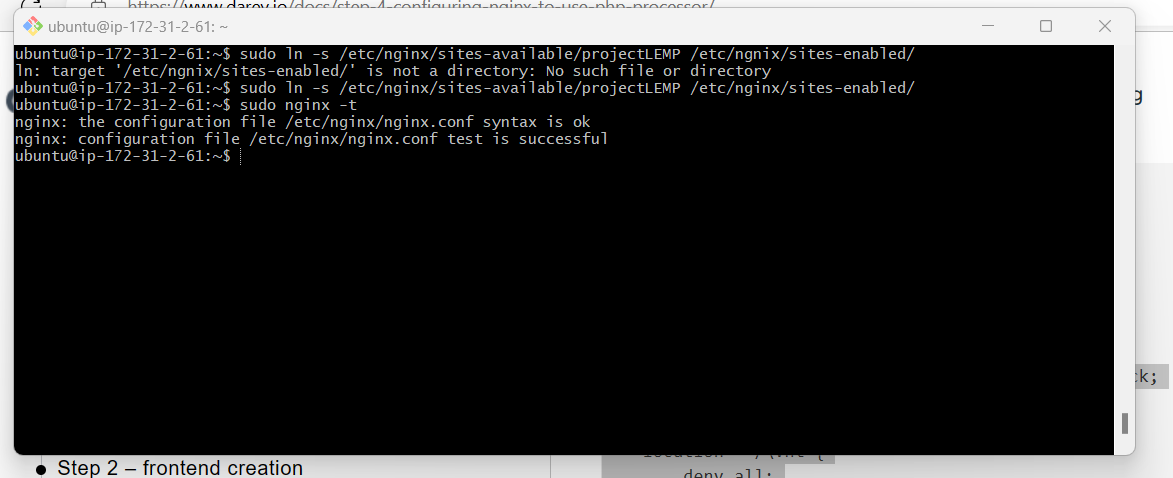 https://www.darey.io/docs/step-4-configuring-nginx-to-use-php-processor/
ubuntu@ip-172-31-2-61: ~
ubuntu@ip-172-31-2-61:~$ sudo ln -s /etc/nginx/sites-available/projectLEMP /etc/ngnix/sites-enabled/
ln: target '/etc/ngnix/sites-enabled/' is not a directory: No such file or directory
ubuntu@ip-172-31-2-61:~$ sudo ln -s /etc/nginx/sites-available/projectLEMP /etc/nginx/sites-enabled/
ubuntu@ip-172-31-2-61:~$ sudo nginx -t
nginx: the configuration file /etc/nginx/nginx.conf syntax is ok
nginx: configuration file /etc/nginx/nginx.conf test is successful
ubuntu@ip-172-31-2-61:~$
g
ck;
Step 2 – frontend creation
deny all;